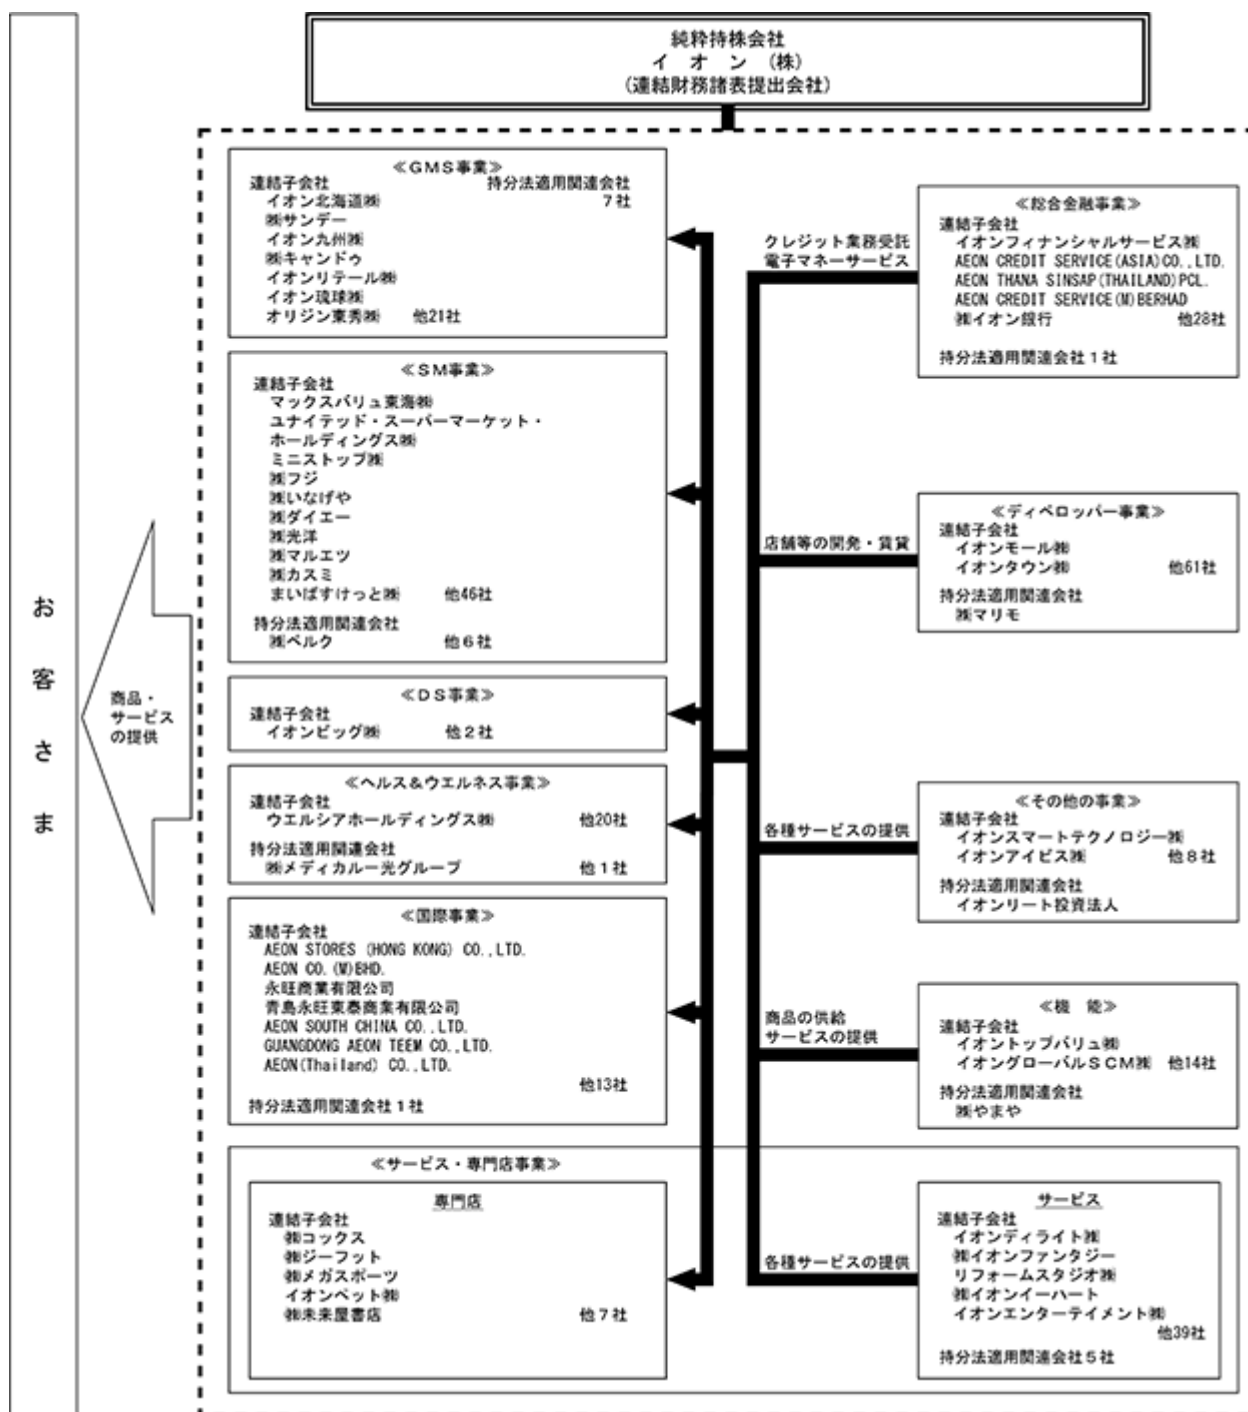 純粋持株会社
イ オ ン (株)
(連結財務諸表提出会社)
お客さま
商品・
サービス
の提供
≪GMS事業≫
連結子会社 持分法適用関連会社
イオン北海道㈱ 7社
㈱サンデー
イオン九州㈱
㈱キャンドゥ
イオンリテール㈱
イオン琉球㈱
オリジン東秀㈱ 他21社
≪SM事業≫
連結子会社
マックスバリュ東海㈱
ユナイテッド・スーパーマーケット・
ホールディングス㈱
ミニストップ㈱
㈱フジ
㈱いなげや
㈱ダイエー
㈱光洋
㈱マルエツ
㈱カスミ
まいばすけっと㈱ 他46社
持分法適用関連会社
㈱ベルク 他6社
≪DS事業≫
連結子会社
イオンビッグ㈱ 他2社
≪ヘルス&ウエルネス事業≫
連結子会社
ウエルシアホールディングス㈱ 他20社
持分法適用関連会社
㈱メディカル一光グループ 他1社
≪国際事業≫
連結子会社
AEON STORES (HONG KONG) CO.,LTD.
AEON CO.(M)BHD.
永旺商業有限公司
青島永旺東泰商業有限公司
AEON SOUTH CHINA CO.,LTD.
GUANGDONG AEON TEEM CO.,LTD.
AEON(Thailand) CO.,LTD.
他13社
持分法適用関連会社1社
≪サービス・専門店事業≫
専門店
連結子会社
㈱コックス
㈱ジーフット
㈱メガスポーツ
イオンペット㈱
㈱未来屋書店 他7社
クレジット業務受託
電子マネーサービス
≪総合金融事業≫
連結子会社
イオンフィナンシャルサービス㈱
AEON CREDIT SERVICE(ASIA)CO.,LTD.
AEON THANA SINSAP(THAILAND)PCL.
AEON CREDIT SERVICE(M)BERHAD
㈱イオン銀行 他28社
持分法適用関連会社1社
店舗等の開発・賃貸
≪ディベロッパー事業≫
連結子会社
イオンモール㈱
イオンタウン㈱ 他61社
持分法適用関連会社
㈱マリモ
各種サービスの提供
≪その他の事業≫
連結子会社
イオンスマートテクノロジー㈱
イオンアイビス㈱ 他8社
持分法適用関連会社
イオンリート投資法人
商品の供給
サービスの提供
≪機 能≫
連結子会社
イオントップバリュ㈱
イオングローバルSCM㈱ 他14社
持分法適用関連会社
㈱やまや
各種サービスの提供
サービス
連結子会社
イオンディライト㈱
㈱イオンファンタジー
リフォームスタジオ㈱
㈱イオンイーハート
イオンエンターテイメント㈱
他39社
持分法適用関連会社5社